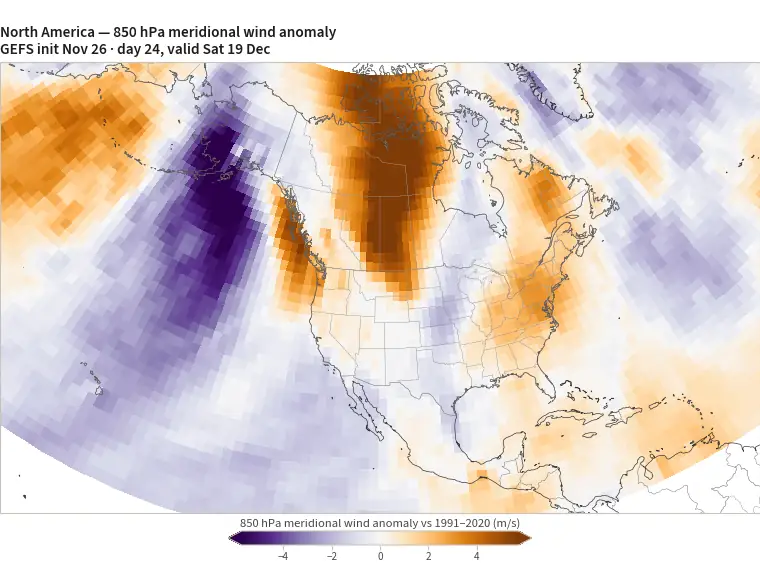 North America — 850 hPa meridional wind anomaly
GEFS init Nov 26 · day 24, valid Sat 19 Dec
850 hPa meridional wind anomaly vs 1991–2020 (m/s)
−4 −2 0 2 4